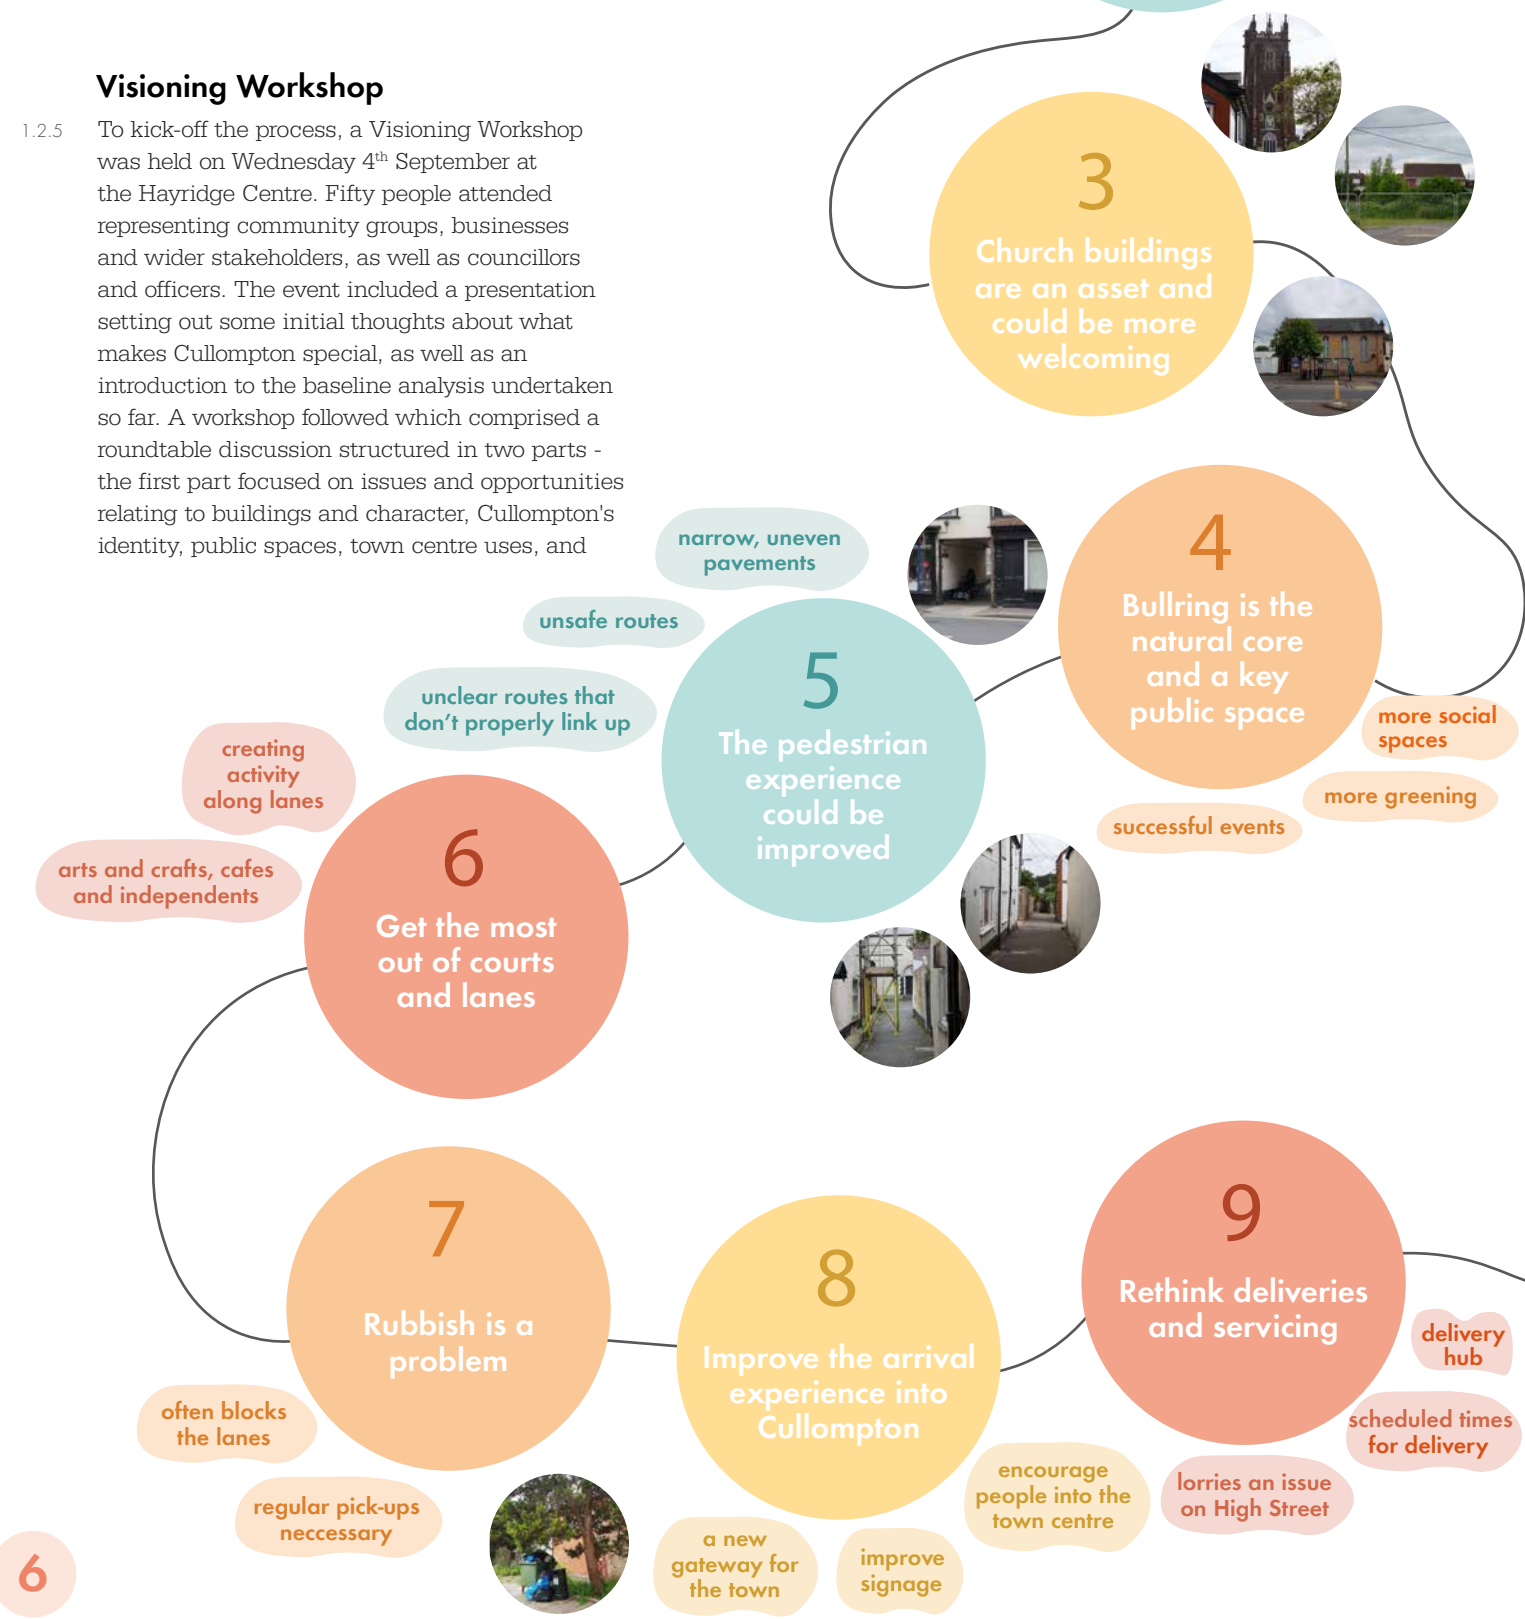 Visioning Workshop
1.2.5
To kick-off the process, a Visioning Workshop
was held on Wednesday 4th September at
the Hayridge Centre. Fifty people attended
representing community groups, businesses
and wider stakeholders, as well as councillors
and officers. The event included a presentation
setting out some initial thoughts about what
makes Cullompton special, as well as an
introduction to the baseline analysis undertaken
so far. A workshop followed which comprised a
roundtable discussion structured in two parts -
the first part focused on issues and opportunities
relating to buildings and character, Cullompton's
identity, public spaces, town centre uses, and
3
Church buildings
are an asset and
could be more
welcoming
4
Bullring is the
natural core
and a key
public space
more social
spaces
more greening
successful events
5
The pedestrian
experience
could be
improved
narrow, uneven
pavements
unsafe routes
unclear routes that
don't properly link up
6
Get the most
out of courts
and lanes
creating
activity
along lanes
arts and crafts, cafes
and independents
7
Rubbish is a
problem
often blocks
the lanes
regular pick-ups
neccessary
8
Improve the arrival
experience into
Cullompton
a new
gateway for
the town
improve
signage
encourage
people into the
town centre
9
Rethink deliveries
and servicing
delivery
hub
scheduled times
for delivery
lorries an issue
on High Street
6